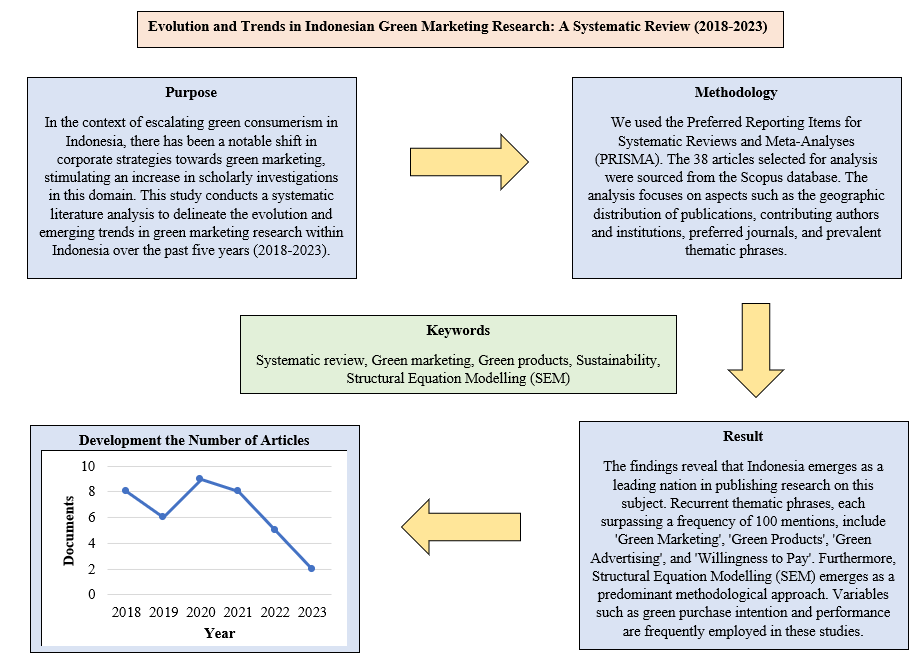 Evolution and Trends in Indonesian Green Marketing Research: A Systematic Review (2018-2023)
Purpose
In the context of escalating green consumerism in
Indonesia, there has been a notable shift in
corporate strategies towards green marketing,
stimulating an increase in scholarly investigations
in this domain. This study conducts a systematic
literature analysis to delineate the evolution and
emerging trends in green marketing research within
Indonesia over the past five years (2018-2023).
Methodology
We used the Preferred Reporting Items for
Systematic Reviews and Meta-Analyses
(PRISMA). The 38 articles selected for analysis
were sourced from the Scopus database. The
analysis focuses on aspects such as the geographic
distribution of publications, contributing authors
and institutions, preferred journals, and prevalent
thematic phrases.
Keywords
Systematic review, Green marketing, Green products, Sustainability,
Structural Equation Modelling (SEM)
Result
The findings reveal that Indonesia emerges as a
leading nation in publishing research on this
subject. Recurrent thematic phrases, each
surpassing a frequency of 100 mentions, include
'Green Marketing', 'Green Products', 'Green
Advertising', and 'Willingness to Pay'. Furthermore,
Structural Equation Modelling (SEM) emerges as a
predominant methodological approach. Variables
such as green purchase intention and performance
are frequently employed in these studies.
Development the Number of Articles
Documents
10
8
6
4
2
0
2018 2019 2020 2021 2022 2023
Year